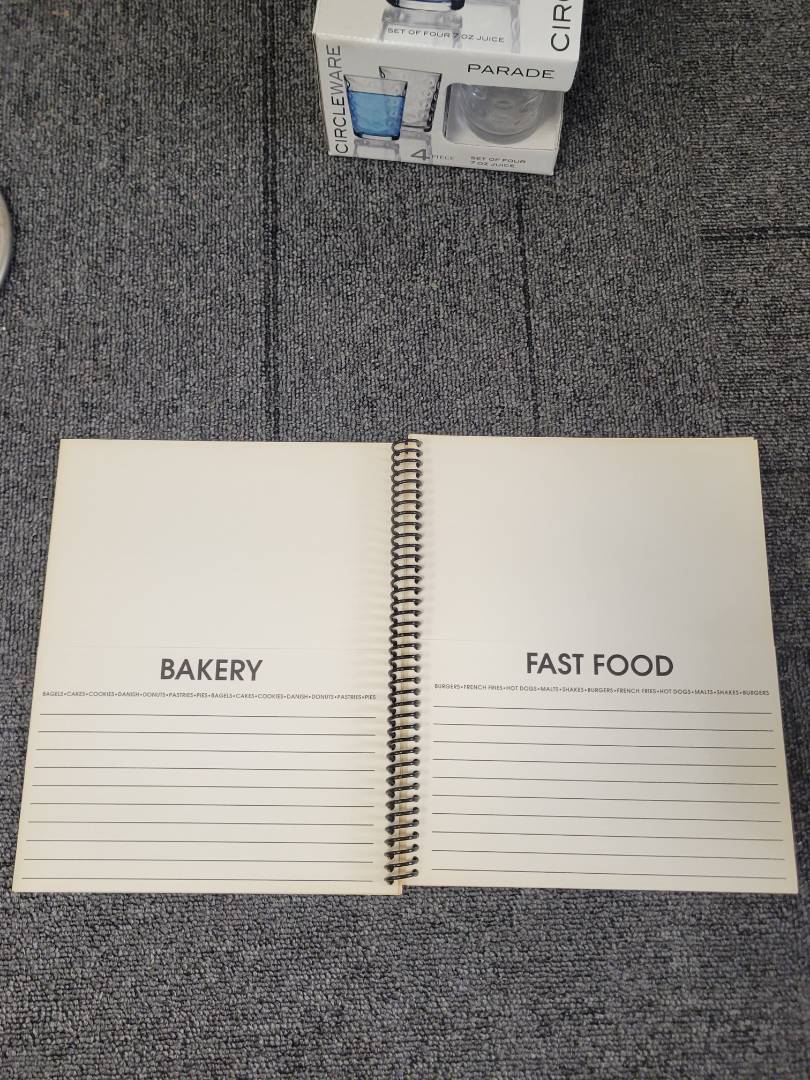 SET OF FOUR 7 OZ JUICE
CIRC
CIRCLEWARE
PARADE
4 PIECE
SET OF FOUR
7 OZ JUICE
BAKERY
BAGELS•CAKES•COOKIES•DANISH•DONUTS•PASTRIES•PIES•BAGELS•CAKES•COOKIES•DANISH•DONUTS•PASTRIES•PIES
FAST FOOD
BURGERS•FRENCH FRIES•HOT DOGS•MALTS•SHAKES•BURGERS•FRENCH FRIES•HOT DOGS•MALTS•SHAKES•BURGERS